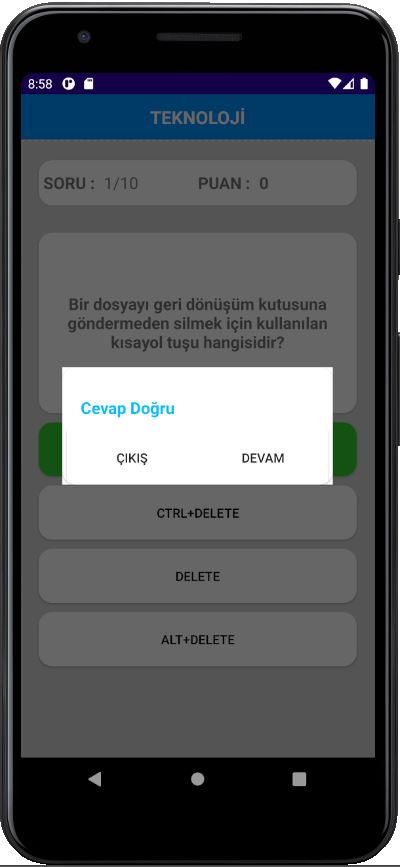 8:58
TEKNOLOJİ
SORU : 1/10 PUAN : 0
Bir dosyayı geri dönüşüm kutusuna
göndermeden silmek için kullanılan
kısayol tuşu hangisidir?
Cevap Doğru
ÇIKIŞ DEVAM
CTRL+DELETE
DELETE
ALT+DELETE